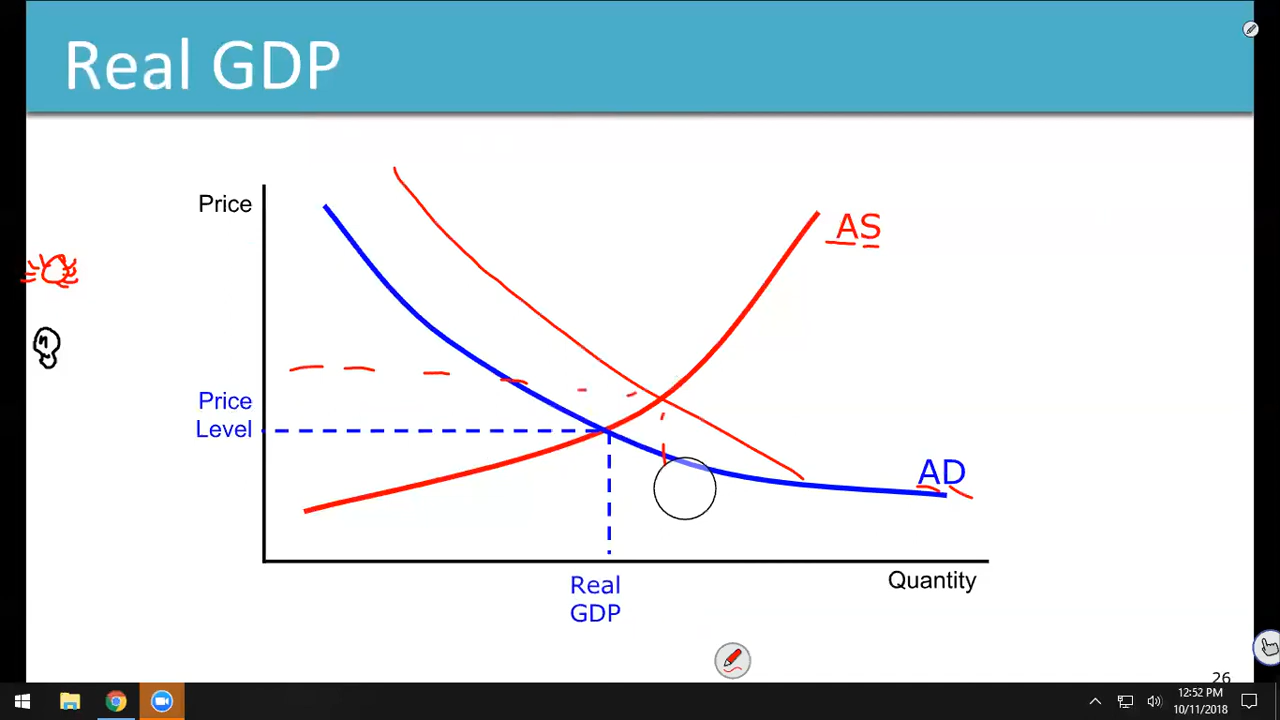 Real GDP
Price
AS
Price
Level
AD
Real
GDP
Quantity
26
12:52 PM
10/11/2018